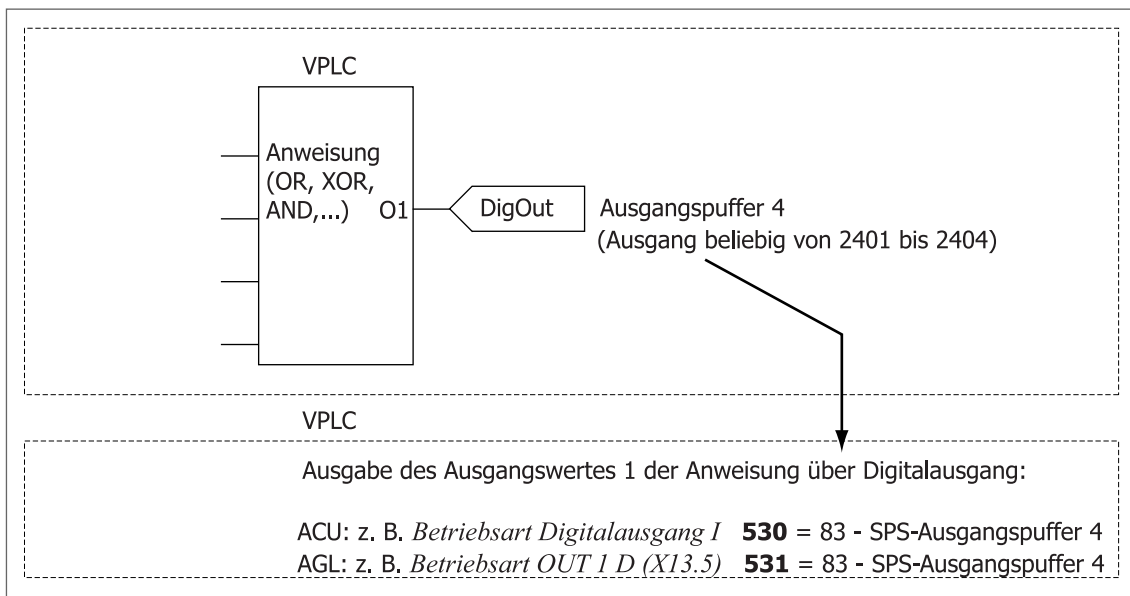 VPLC
Anweisung
(OR, XOR,
AND,...) O1
DigOut
Ausgangspuffer 4
(Ausgang beliebig von 2401 bis 2404)
VPLC
Ausgabe des Ausgangswertes 1 der Anweisung über Digitalausgang:
ACU: z. B. Betriebsart Digitalausgang I 530 = 83 - SPS-Ausgangspuffer 4
AGL: z. B. Betriebsart OUT 1 D (X13.5) 531 = 83 - SPS-Ausgangspuffer 4